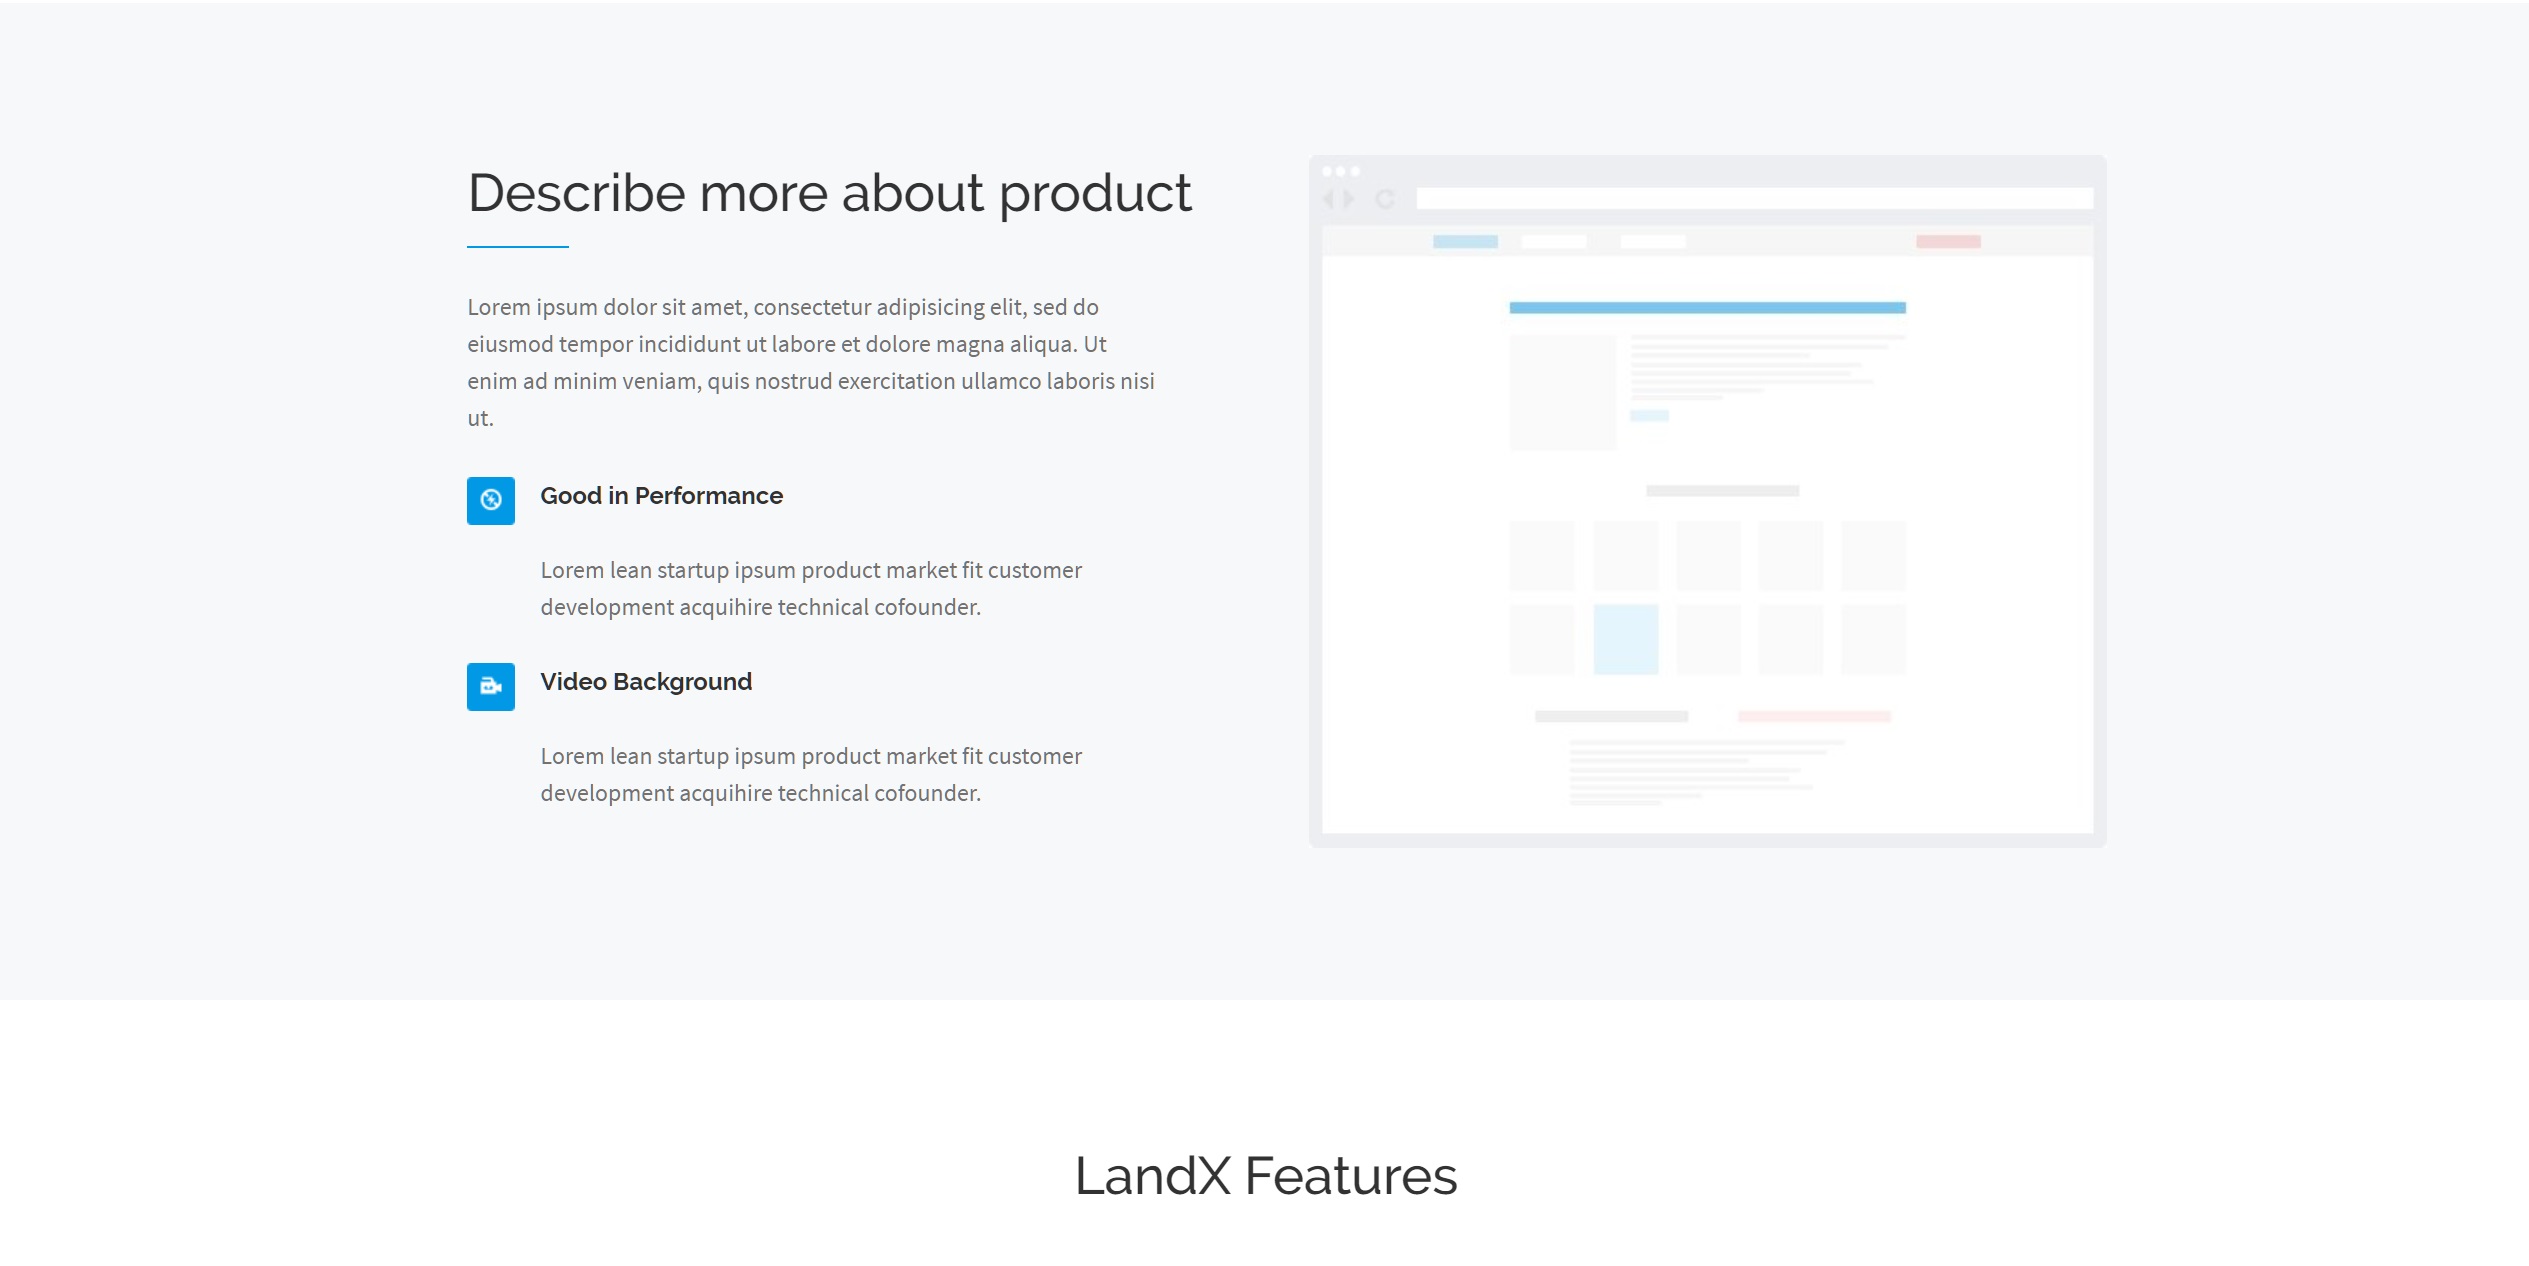 Describe more about product
Lorem ipsum dolor sit amet, consectetur adipisicing elit, sed do
eiusmod tempor incididunt ut labore et dolore magna aliqua. Ut
enim ad minim veniam, quis nostrud exercitation ullamco laboris nisi
ut.
Good in Performance
Lorem lean startup ipsum product market fit customer
development acquihire technical cofounder.
Video Background
Lorem lean startup ipsum product market fit customer
development acquihire technical cofounder.
LandX Features